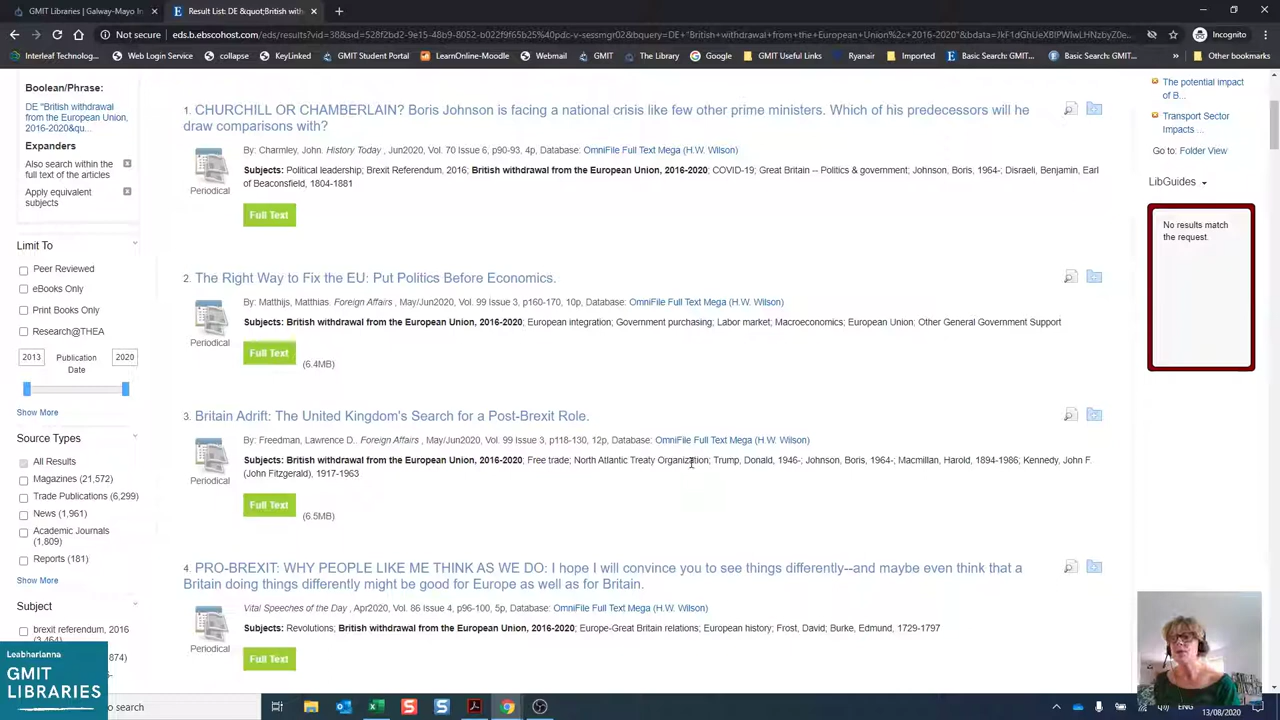 GMIT Libraries | Galway-Mayo In
Result List: DE &quot;British with
Incognito
eds.b.ebscohost.com/eds/results?vid=38&sid=528f2bd2-9e15-48b9-8052-b022f9f65b25%40pdc-v-sessmgr02&bquery=DE+"British+withdrawal+from+the+European+Union%2c+2016-2020"
Interlef Technolog...
Web Login Service
KeyGMIT
Student Portal
LearnOnline-Moodle
Webmail
The Library
Useful Links
Ryanair
Imported
Basic Search: GMIT...
Basic Search: GMIT...
Boolean/Phrase:
DE "British withdrawal
from the European Union,
2016-2020&qu...
Expanders
Also search within the
full text of the articles
Apply equivalent
subjects
Limit To
Peer Reviewed
eBooks Only
Print Books Only
Research@THEA
2013 Publication Date 2020
Show More
Source Types
All Results
Magazines (21,572)
Trade Publications (6,299)
News (1,961)
Academic Journals
(1,809)
Reports (181)
Show More
Subject
brexit referendum, 2016
(3,464)
1. CHURCHILL OR CHAMBERLAIN? Boris Johnson is facing a national crisis like few other prime ministers. Which of his predecessors will he
draw comparisons with?
By: Charmley, John. History Today , Jun2020, Vol. 70 Issue 6, p90-93, 4p, Database: OmniFile Full Text Mega (H.W. Wilson)
Periodical
Subjects: Political leadership; Brexit Referendum, 2016; British withdrawal from the European Union, 2016-2020; COVID-19; Great Britain -- Politics & government; Johnson, Boris, 1964-; Disraeli, Benjamin, Earl
of Beaconsfield, 1804-1881
Full Text
2. The Right Way to Fix the EU: Put Politics Before Economics.
By: Matthijs, Matthias. Foreign Affairs , May/Jun2020, Vol. 99 Issue 3, p160-170, 10p, Database: OmniFile Full Text Mega (H.W. Wilson)
Periodical
Subjects: British withdrawal from the European Union, 2016-2020; European integration; Government purchasing; Labor market; Macroeconomics; European Union; Other General Government Support
Full Text (6.4MB)
3. Britain Adrift: The United Kingdom's Search for a Post-Brexit Role.
By: Freedman, Lawrence D.. Foreign Affairs , May/Jun2020, Vol. 99 Issue 3, p118-130, 12p, Database: OmniFile Full Text Mega (H.W. Wilson)
Periodical
Subjects: British withdrawal from the European Union, 2016-2020; Free trade; North Atlantic Treaty Organization; Trump, Donald, 1946-; Johnson, Boris, 1964-; Macmillan, Harold, 1894-1986; Kennedy, John F.
(John Fitzgerald), 1917-1963
Full Text (6.5MB)
4. PRO-BREXIT: WHY PEOPLE LIKE ME THINK AS WE DO: I hope I will convince you to see things differently--and maybe even think that a
Britain doing things differently might be good for Europe as well as for Britain.
Vital Speeches of the Day , Apr2020, Vol. 86 Issue 4, p96-100, 5p, Database: OmniFile Full Text Mega (H.W. Wilson)
Periodical
Subjects: Revolutions; British withdrawal from the European Union, 2016-2020; Europe-Great Britain relations; European history; Frost, David; Burke, Edmund, 1729-1797
Full Text
The potential impact
of B...
Transport Sector
Impacts ...
Go to: Folder View
LibGuides
No results match
the request.
Leabharlanna
GMIT
LIBRARIES
874)
o search
ENG
13/08/2020